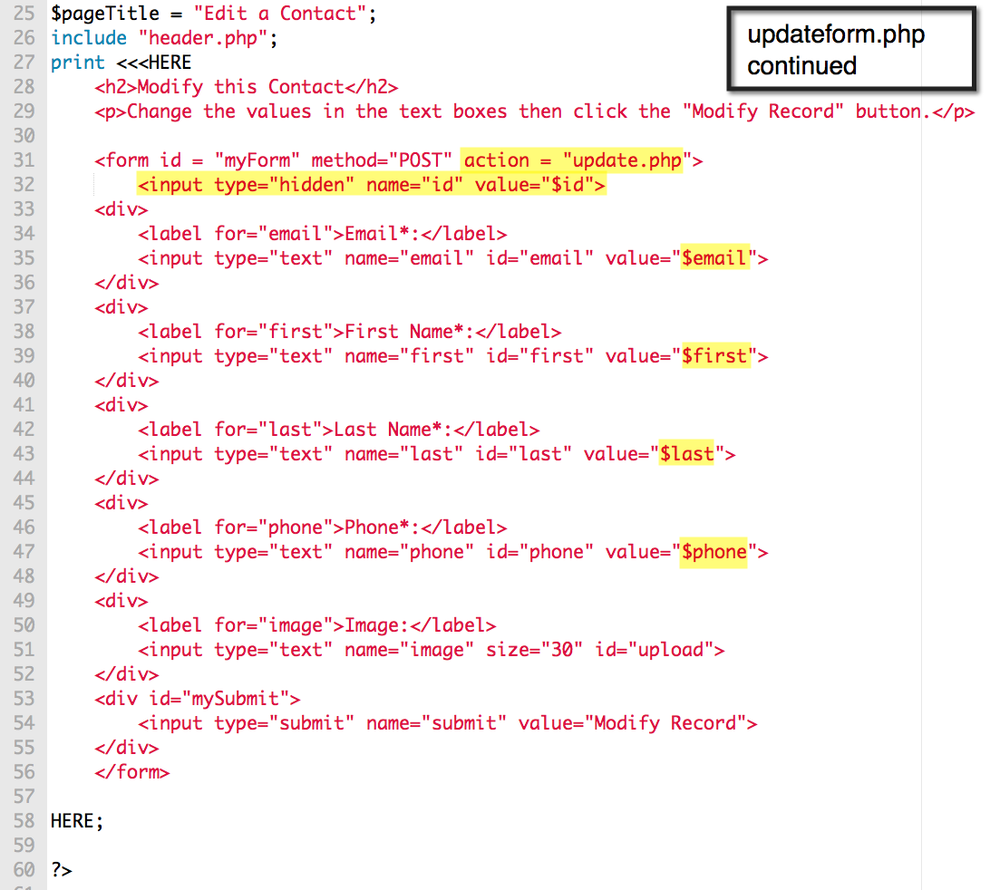 25 $pageTitle = "Edit a Contact";
26 include "header.php";
27 print <<<HERE
28     <h2>Modify this Contact</h2>
29     <p>Change the values in the text boxes then click the "Modify Record" button.</p>
30
31     <form id = "myForm" method="POST" action = "update.php">
32         <input type="hidden" name="id" value="$id">
33     <div>
34         <label for="email">Email*:</label>
35         <input type="text" name="email" id="email" value="$email">
36     </div>
37     <div>
38         <label for="first">First Name*:</label>
39         <input type="text" name="first" id="first" value="$first">
40     </div>
41     <div>
42         <label for="last">Last Name*:</label>
43         <input type="text" name="last" id="last" value="$last">
44     </div>
45     <div>
46         <label for="phone">Phone*:</label>
47         <input type="text" name="phone" id="phone" value="$phone">
48     </div>
49     <div>
50         <label for="image">Image:</label>
51         <input type="text" name="image" size="30" id="upload">
52     </div>
53     <div id="mySubmit">
54         <input type="submit" name="submit" value="Modify Record">
55     </div>
56     </form>
57
58 HERE;
59
60 ?>
updateform.php
continued